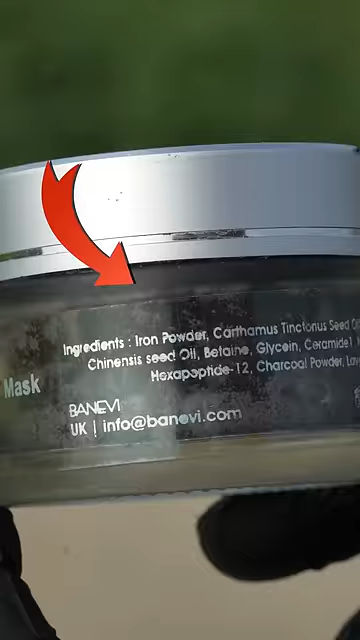 Ingredients : Iron Powder, Carthamus Tinctorius Seed
Chinensis seed Oil, Betaine, Glycoin, Ceramide1
Hexapeptide-12, Charcoal Powder,
Mask
BANEVI
UK | info@banevi.com